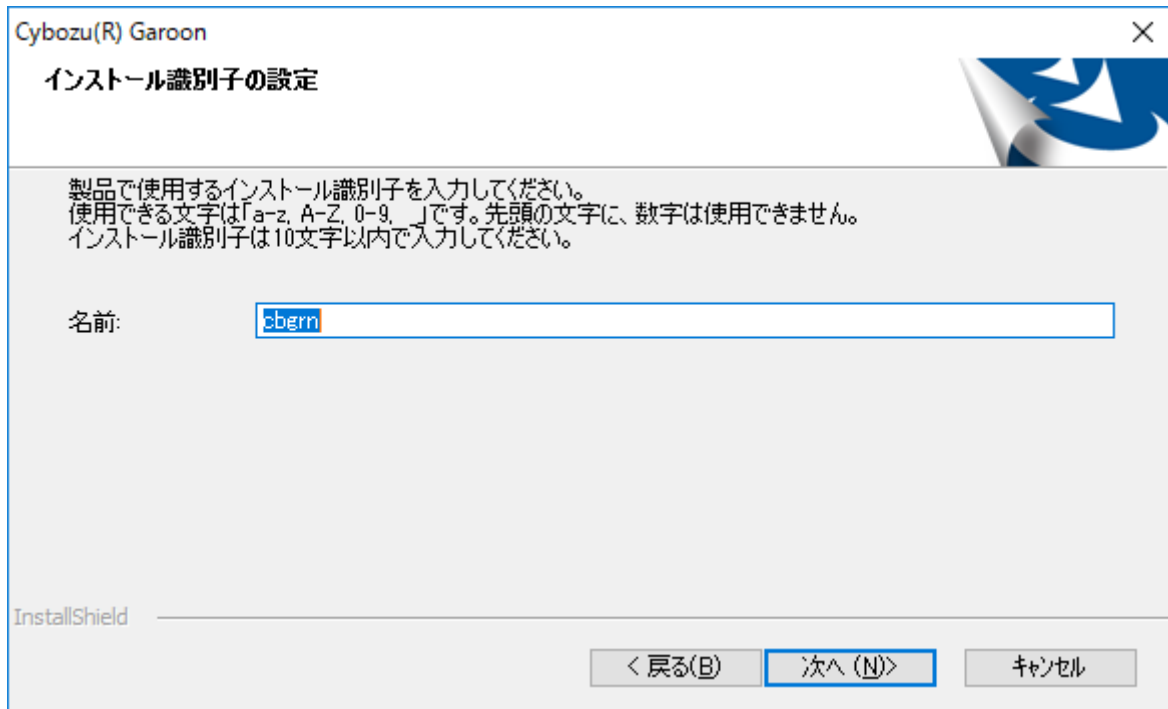 Cybozu(R) Garoon
インストール識別子の設定
製品で使用するインストール識別子を入力してください。
使用できる文字は「a-z, A-Z, 0-9, _」です。先頭の文字に、数字は使用できません。
インストール識別子は10文字以内で入力してください。
名前:
cbgrn
InstallShield
< 戻る(B)
次へ (N)>
キャンセル